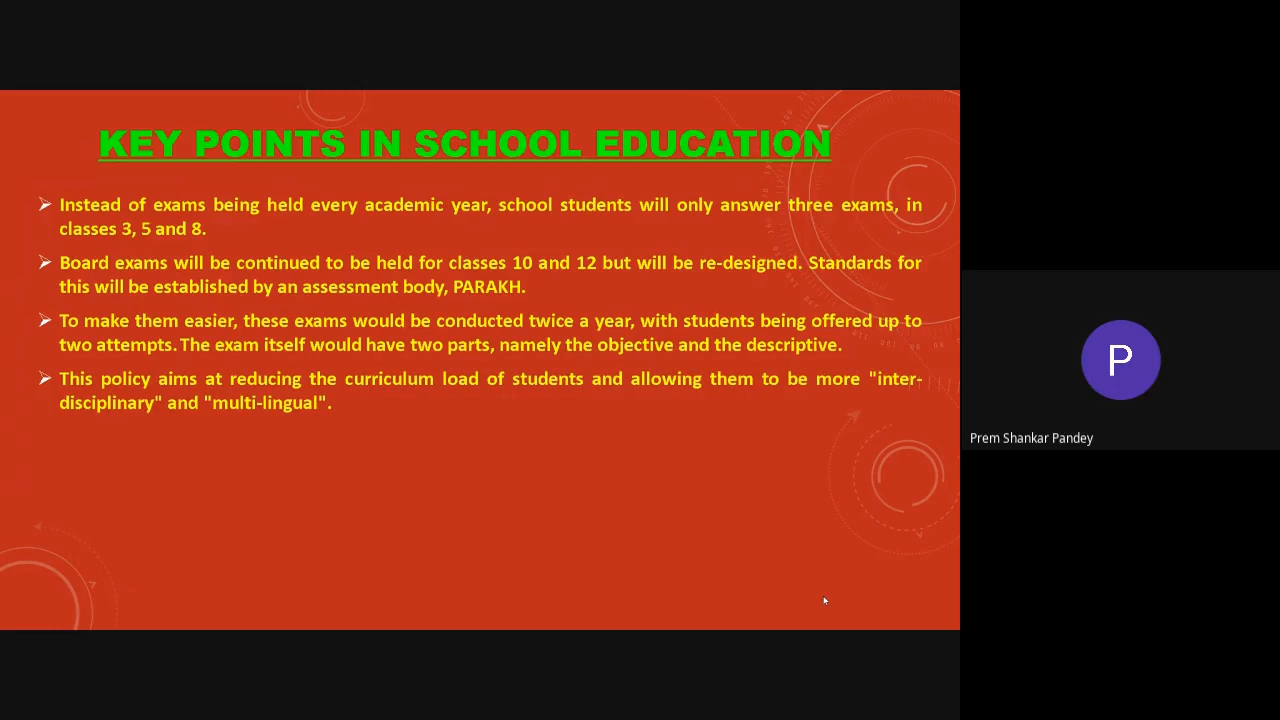 KEY POINTS IN SCHOOL EDUCATION
Instead of exams being held every academic year, school students will only answer three exams, in
classes 3, 5 and 8.
Board exams will be continued to be held for classes 10 and 12 but will be re-designed. Standards for
this will be established by an assessment body, PARAKH.
To make them easier, these exams would be conducted twice a year, with students being offered up to
two attempts. The exam itself would have two parts, namely the objective and the descriptive.
This policy aims at reducing the curriculum load of students and allowing them to be more "inter-
disciplinary" and "multi-lingual".
P
Prem Shankar Pandey